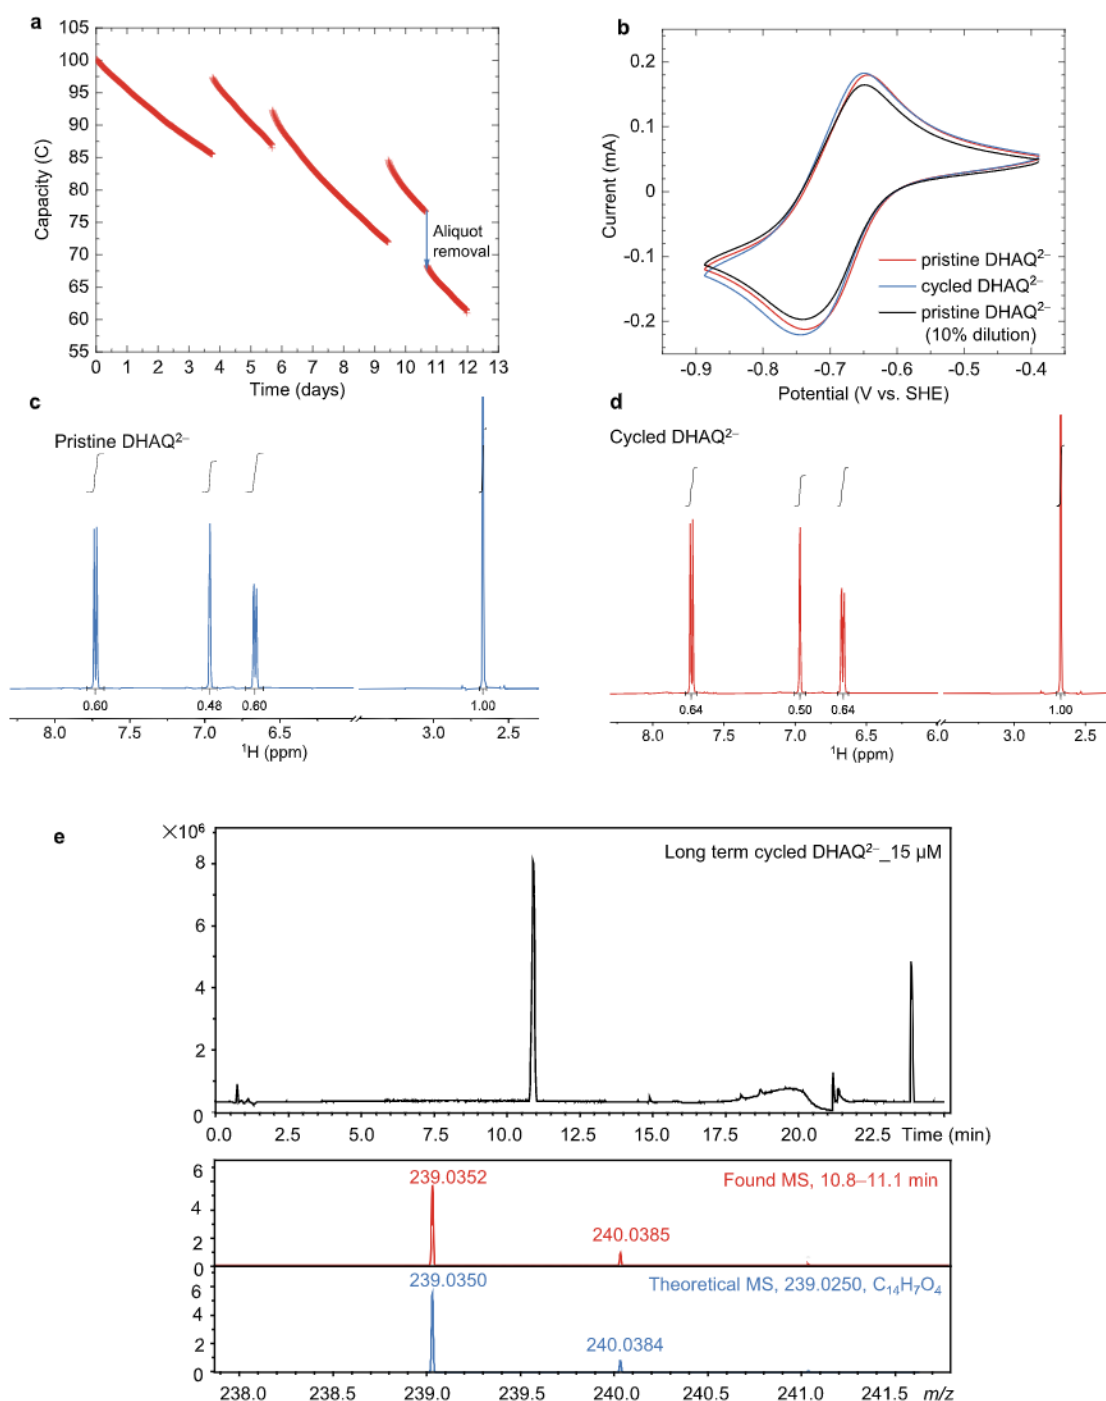 a
105
100
95
90
85
80
75
70
65
60
55
Capacity (C)
0 1 2 3 4 5 6 7 8 9 10 11 12 13
Time (days)
Aliquot
removal
b
0.2
0.1
0
-0.1
-0.2
Current (mA)
pristine DHAQ²⁻
cycled DHAQ²⁻
pristine DHAQ²⁻
(10% dilution)
-0.9 -0.8 -0.7 -0.6 -0.5 -0.4
Potential (V vs. SHE)
c
Pristine DHAQ²⁻
0.60 0.48 0.60 1.00
8.0 7.5 7.0 6.5 3.0 2.5
¹H (ppm)
d
Cycled DHAQ²⁻
0.64 0.50 0.64 1.00
8.0 7.5 7.0 6.5 6.0 3.0 2.5
¹H (ppm)
e
×10⁶
Long term cycled DHAQ²⁻_15 µM
8
6
4
2
0
0.0 2.5 5.0 7.5 10.0 12.5 15.0 17.5 20.0 22.5 Time (min)
6
4
2
0
239.0352
240.0385
Found MS, 10.8–11.1 min
6
4
2
0
239.0350
240.0384
Theoretical MS, 239.0250, C₁₄H₇O₄
238.0 238.5 239.0 239.5 240.0 240.5 241.0 241.5 m/z